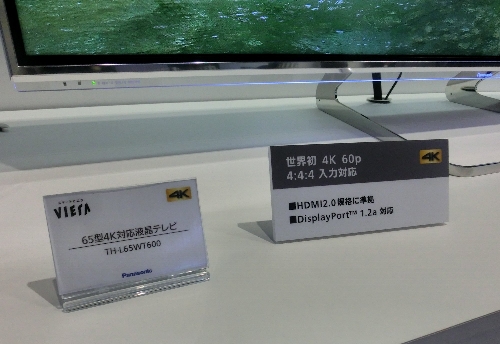 Panasonic
VIERA
4K
65型4K対応液晶テレビ
TH-L65WT600
Panasonic
世界初 4K 60p
4K
4:4:4 入力対応
■HDMI2.0規格に準拠
■DisplayPort™ 1.2a 対応